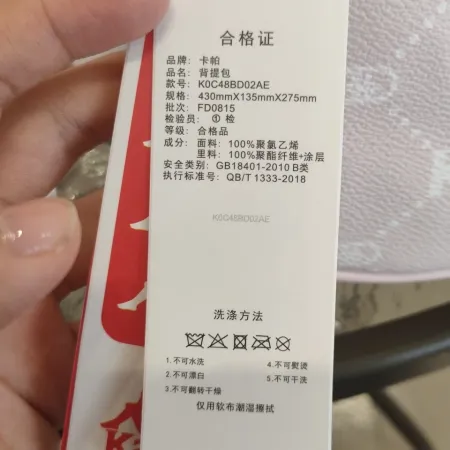 合格证
品牌：卡帕
品名：背提包
款号：K0C48BD02AE
规格：430mmX135mmX275mm
批次：FD0815
检验员：① 检
等级：合格品
成分：面料：100%聚氯乙烯
里料：100%聚酯纤维+涂层
安全类别：GB18401-2010 B类
执行标准号：QB/T 1333-2018
K0C48BD02AE
洗涤方法
1.不可水洗 4.不可熨烫
2.不可漂白 5.不可干洗
3.不可翻转干燥
仅用软布潮湿擦拭